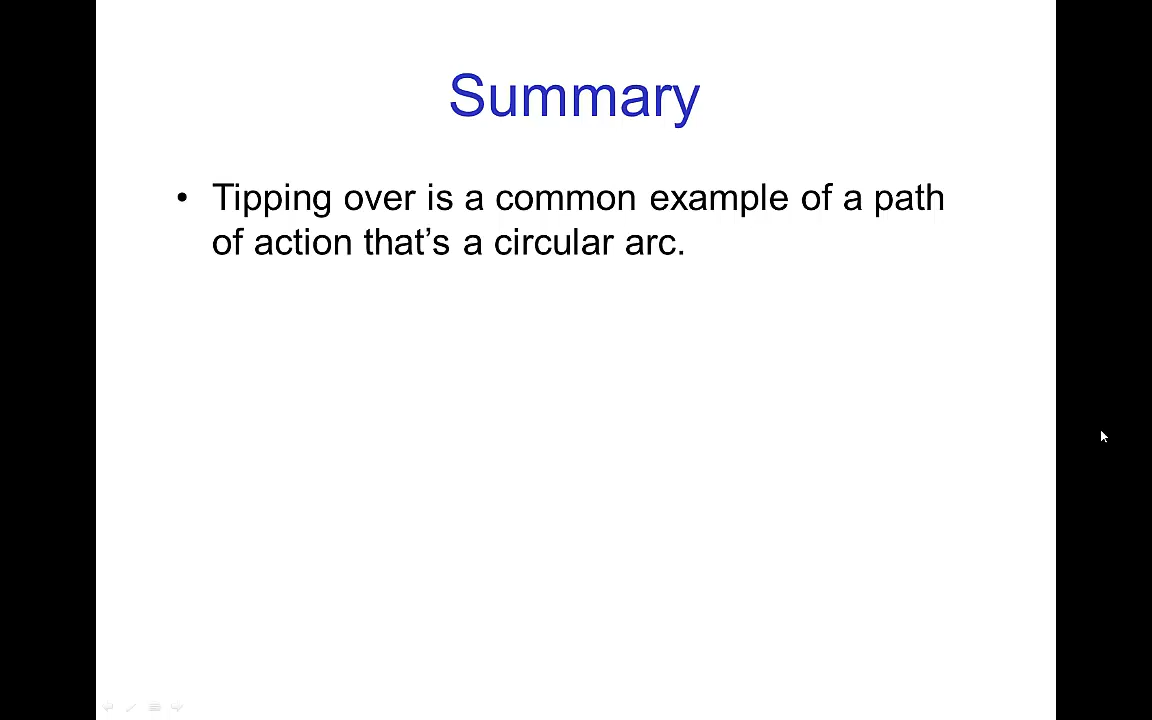 Summary
• Tipping over is a common example of a path
of action that’s a circular arc.